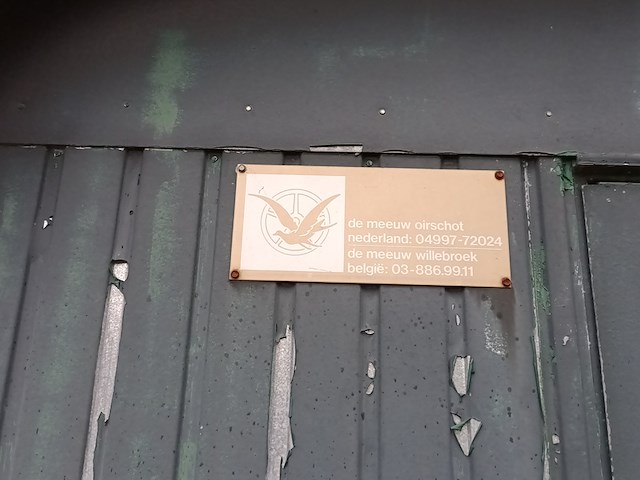 de meeuw oirschot
nederland: 04997-72024
de meeuw willebroek
belgië: 03-886.99.11